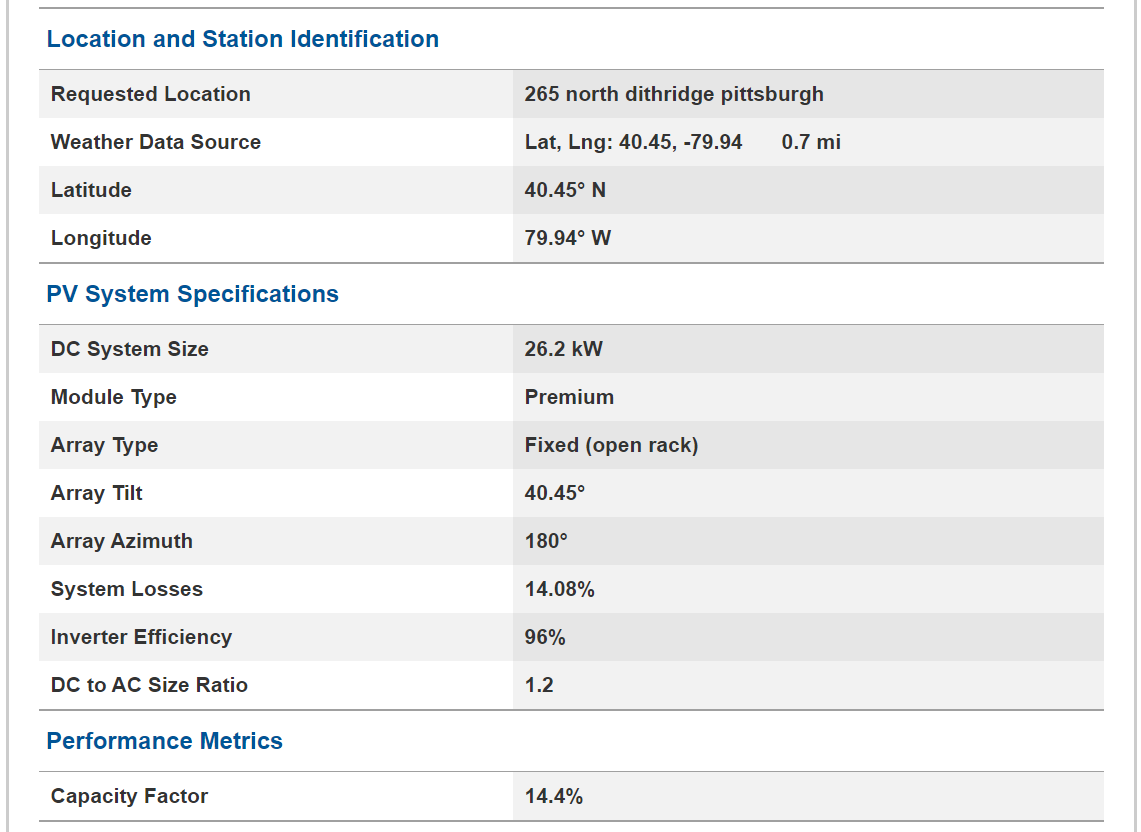 Location and Station Identification
Requested Location 265 north dithridge pittsburgh
Weather Data Source Lat, Lng: 40.45, -79.94 0.7 mi
Latitude 40.45° N
Longitude 79.94° W
PV System Specifications
DC System Size 26.2 kW
Module Type Premium
Array Type Fixed (open rack)
Array Tilt 40.45°
Array Azimuth 180°
System Losses 14.08%
Inverter Efficiency 96%
DC to AC Size Ratio 1.2
Performance Metrics
Capacity Factor 14.4%